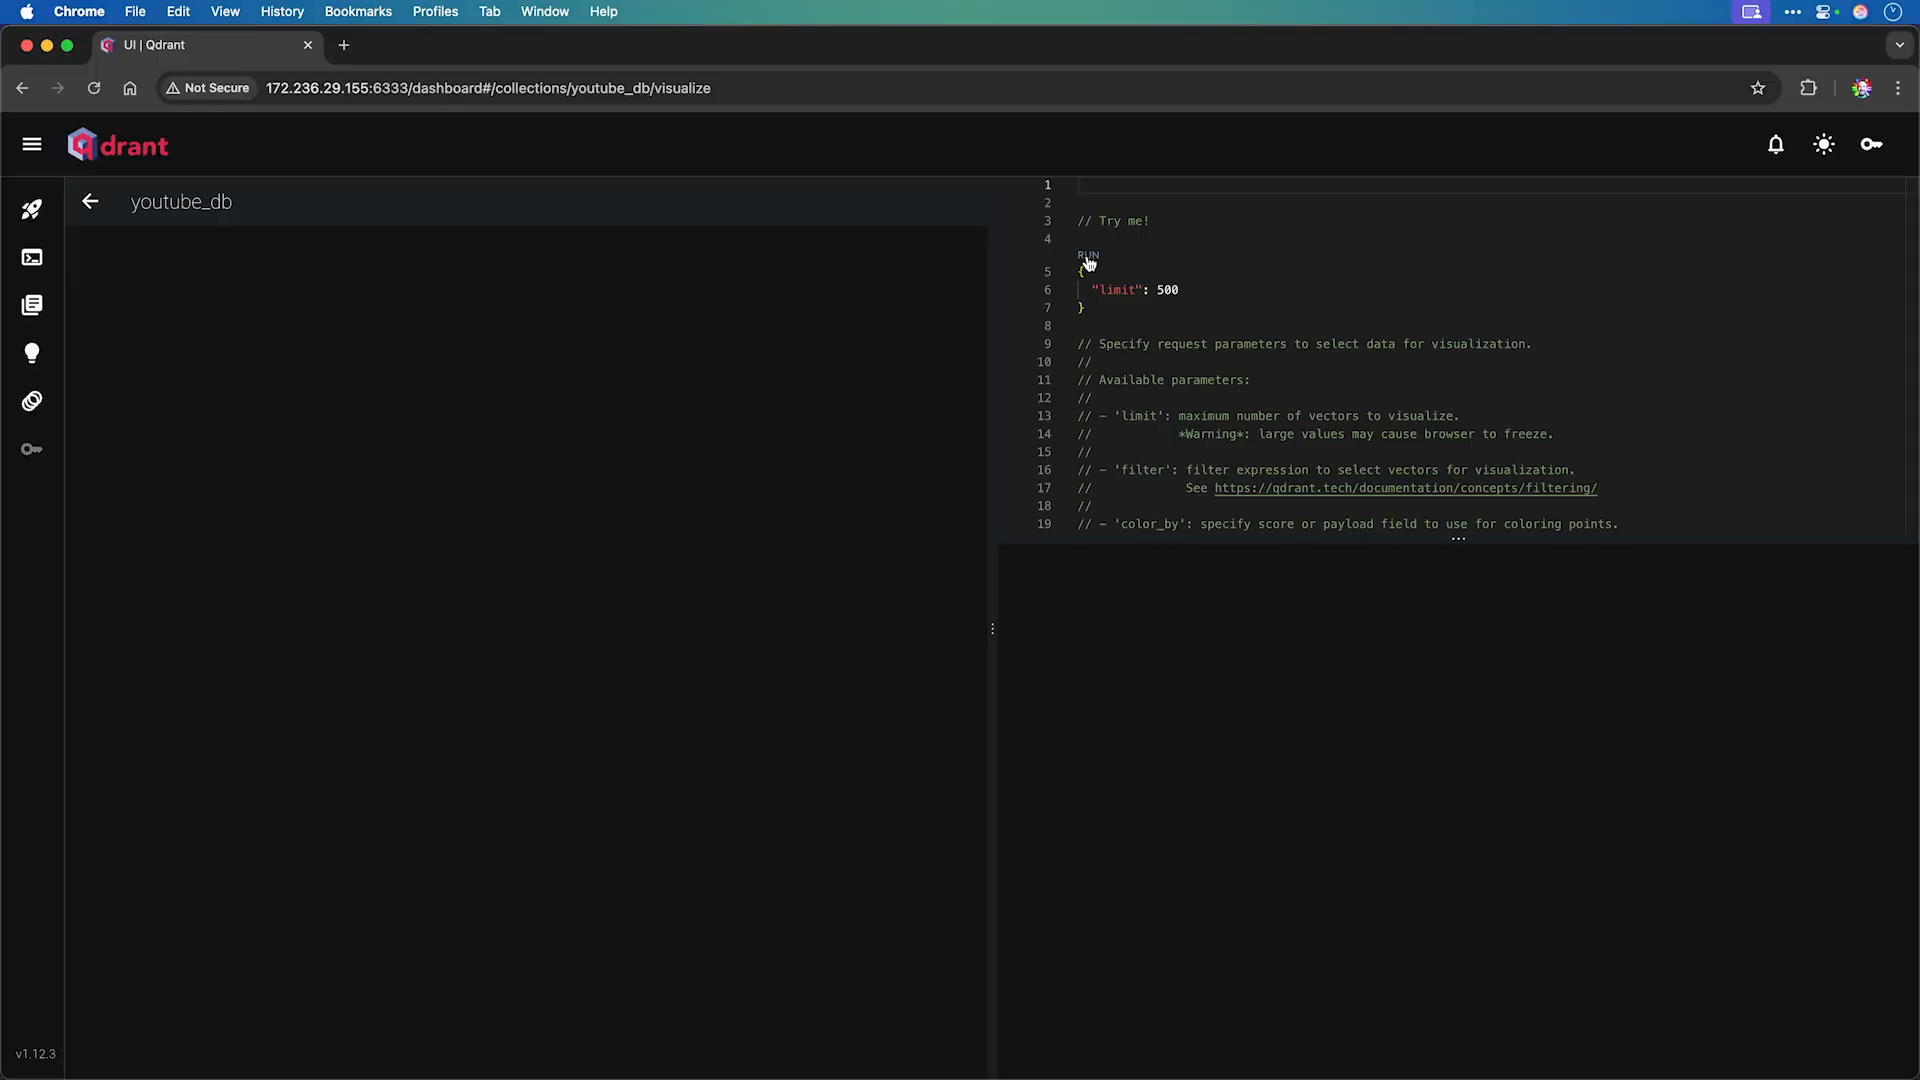 Chrome File Edit View History Bookmarks Profiles Tab Window Help
UI | Qdrant
Not Secure 172.236.29.155:6333/dashboard#/collections/youtube_db/visualize
qdrant
youtube_db
1
2
3 // Try me!
4
RUN
5 {
6 "limit": 500
7 }
8
9 // Specify request parameters to select data for visualization.
10 //
11 // Available parameters:
12 //
13 // - 'limit': maximum number of vectors to visualize.
14 // *Warning*: large values may cause browser to freeze.
15 //
16 // - 'filter': filter expression to select vectors for visualization.
17 // See https://qdrant.tech/documentation/concepts/filtering/
18 //
19 // - 'color_by': specify score or payload field to use for coloring points.
v1.12.3